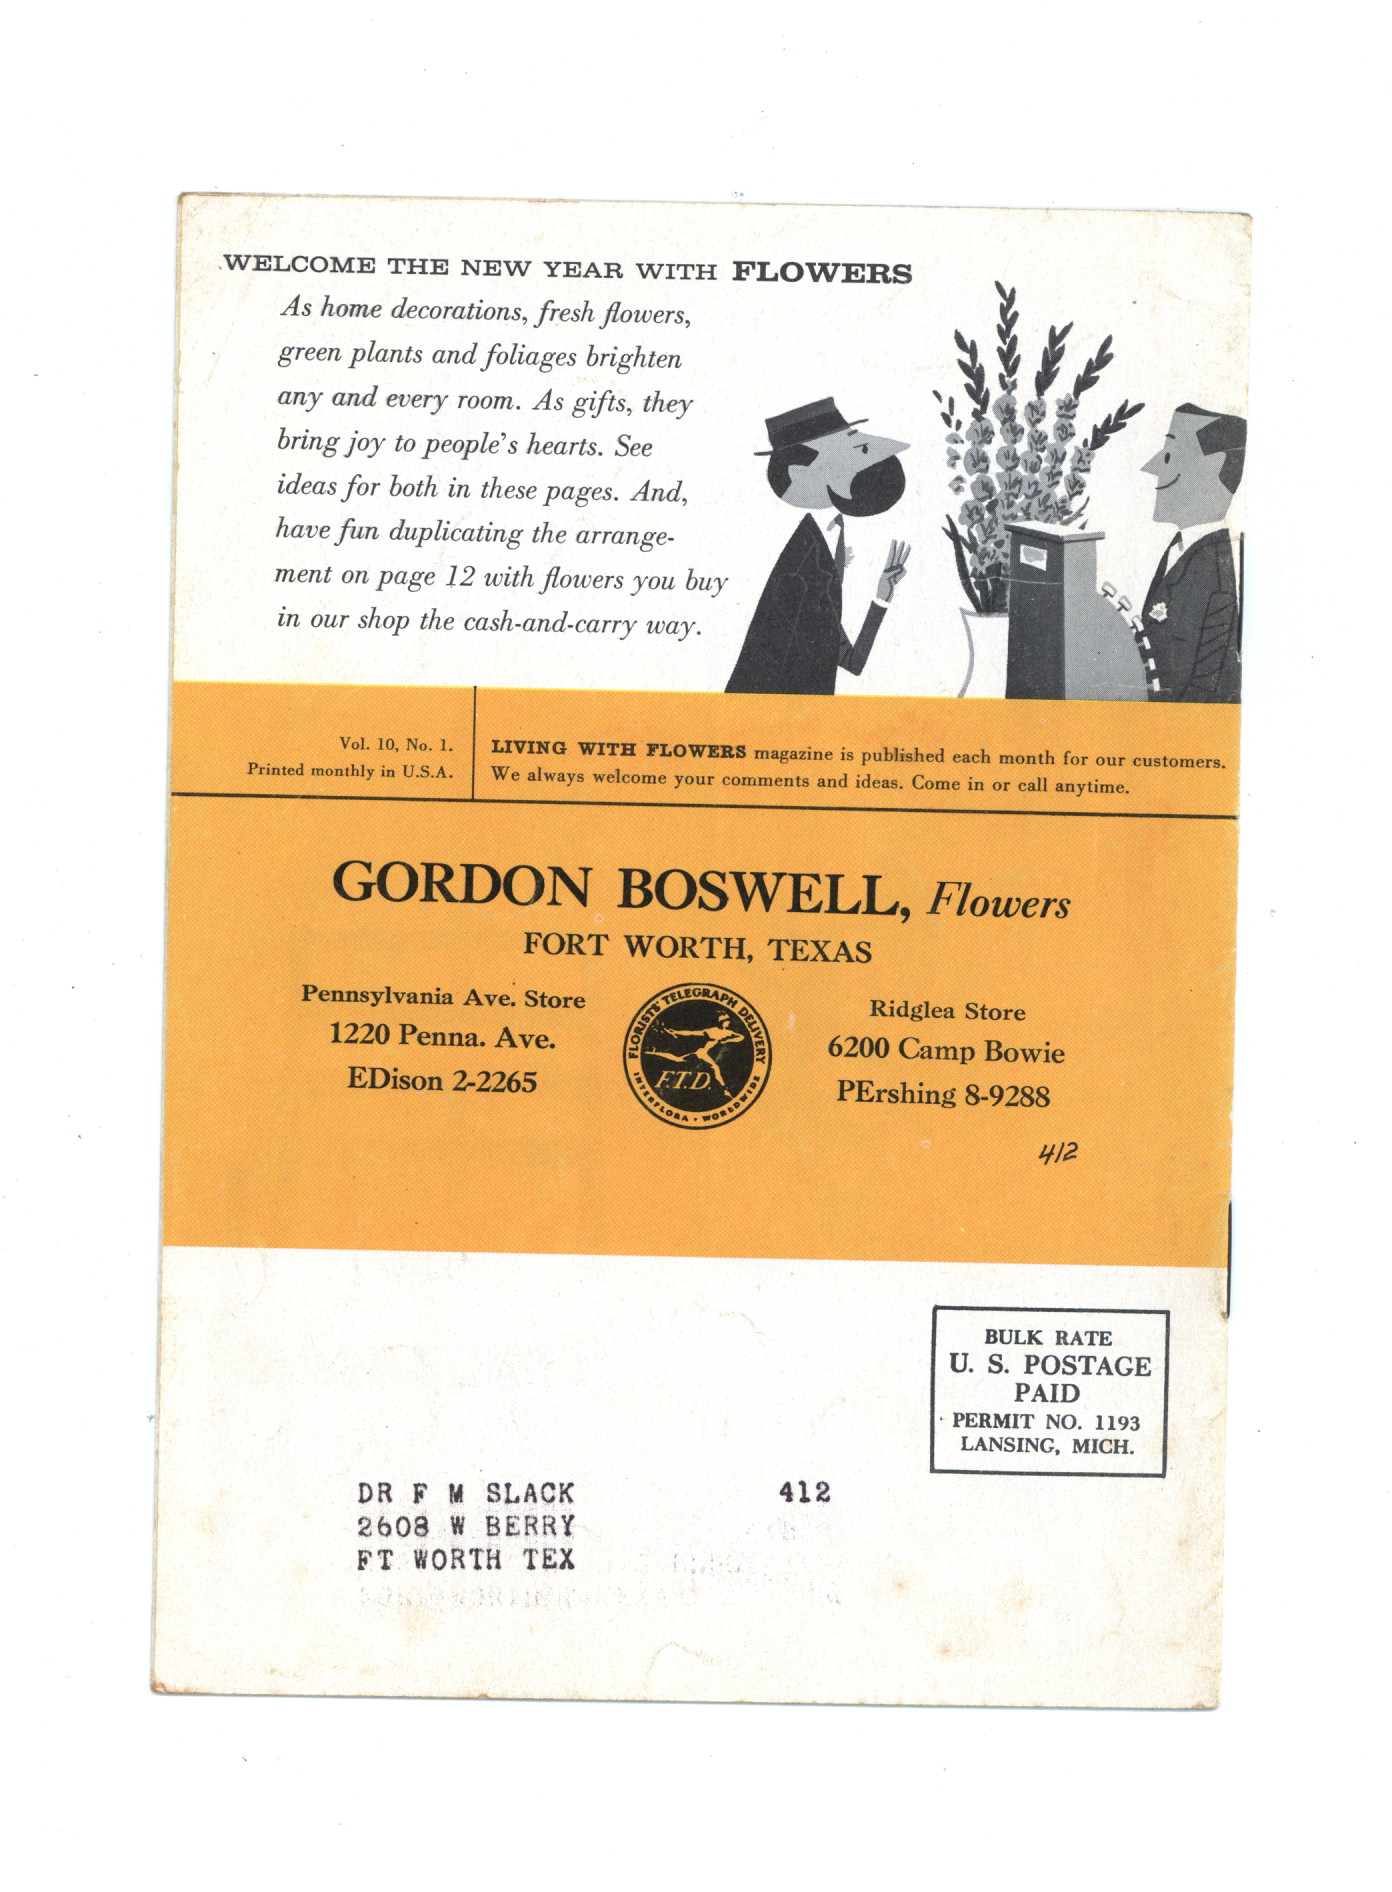 WELCOME THE NEW YEAR WITH FLOWERS
As home decorations, fresh flowers,
green plants and foliages brighten
any and every room. As gifts, they
bring joy to people's hearts. See
ideas for both in these pages. And,
have fun duplicating the arrange-
ment on page 12 with flowers you buy
in our shop the cash-and-carry way.
Vol. 10, No. 1.
Printed monthly in U.S.A.
LIVING WITH FLOWERS magazine is published each month for our customers.
We always welcome your comments and ideas. Come in or call anytime.
GORDON BOSWELL, Flowers
FORT WORTH, TEXAS
Pennsylvania Ave. Store
1220 Penna. Ave.
EDison 2-2265
FLORISTS' TELEGRAPH DELIVERY
F.T.D.
INTERFLORA • WORLDWIDE
Ridglea Store
6200 Camp Bowie
PErshing 8-9288
412
BULK RATE
U. S. POSTAGE
PAID
PERMIT NO. 1193
LANSING, MICH.
DR F M SLACK 412
2608 W BERRY
FT WORTH TEX